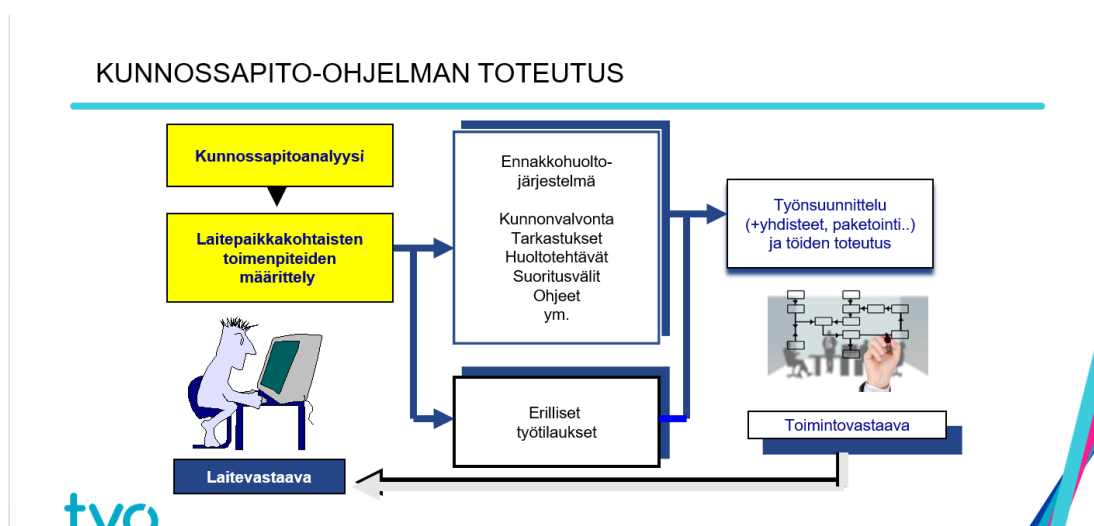 KUNNOSSAPITO-OHJELMAN TOTEUTUS
Kunnossapitoanalyysi
Laitepaikkakohtaisten
toimenpiteiden
määrittely
Ennakkohuolto-
järjestelmä
Kunnonvalvonta
Tarkastukset
Huoltotehtävät
Suoritusvälit
Ohjeet
ym.
Erilliset
työtilaukset
Työnsuunnittelu
(+yhdisteet, paketointi..)
ja töiden toteutus
Toimintovastaava
Laitevastaava
tvo